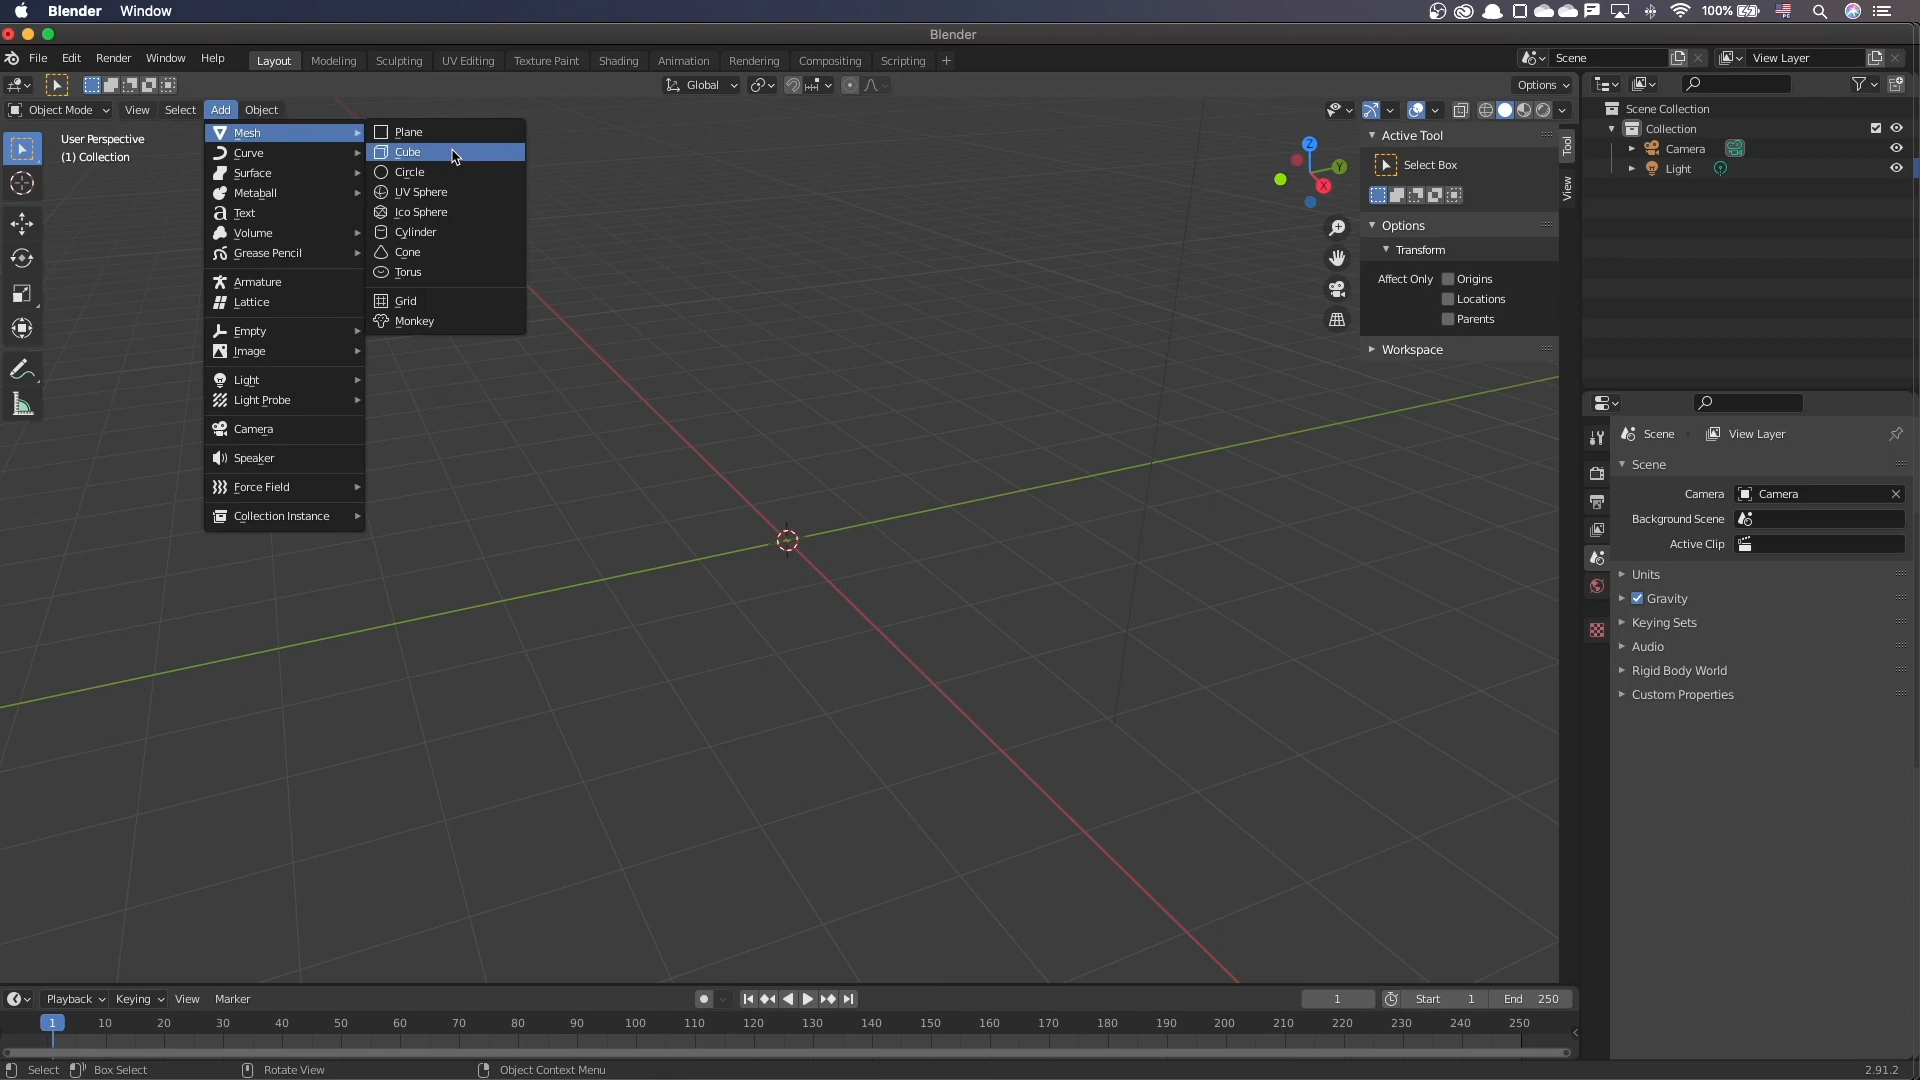 Blender Window 100%
Blender
File Edit Render Window Help Layout Modeling Sculpting UV Editing Texture Paint Shading Animation Rendering Compositing Scripting + Scene View Layer
Global Options
Object Mode View Select Add Object
User Perspective
(1) Collection
Mesh
Curve
Surface
Metaball
Text
Volume
Grease Pencil
Armature
Lattice
Empty
Image
Light
Light Probe
Camera
Speaker
Force Field
Collection Instance
Plane
Cube
Circle
UV Sphere
Ico Sphere
Cylinder
Cone
Torus
Grid
Monkey
Z
Y
X
Active Tool
Select Box
Options
Transform
Affect Only Origins
Locations
Parents
Workspace
Tool
View
Scene Collection
Collection
Camera
Light
Scene View Layer
Scene
Camera Camera
Background Scene
Active Clip
Units
Gravity
Keying Sets
Audio
Rigid Body World
Custom Properties
Playback Keying View Marker 1 Start 1 End 250
1 10 20 30 40 50 60 70 80 90 100 110 120 130 140 150 160 170 180 190 200 210 220 230 240 250
Select Box Select Rotate View Object Context Menu 2.91.2